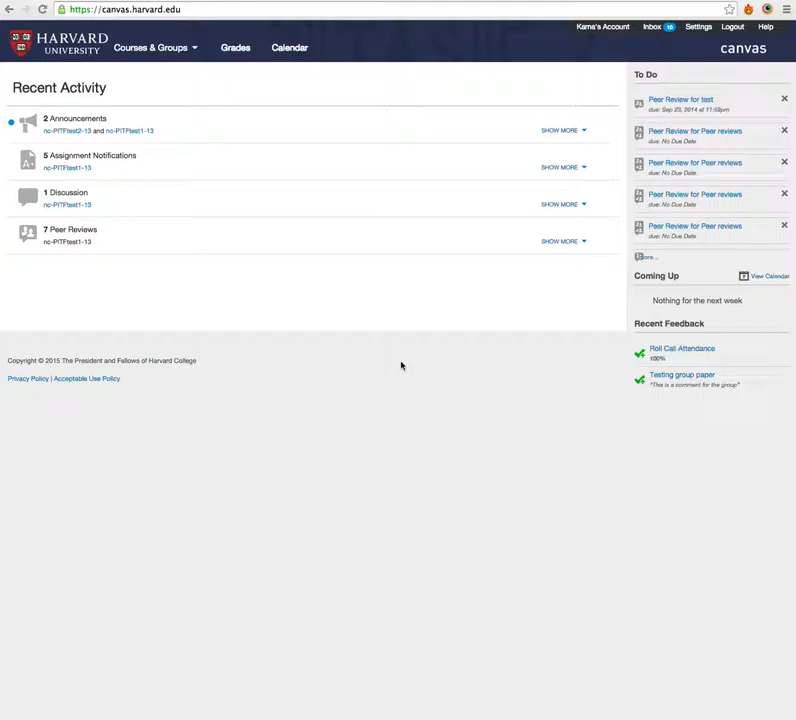 https://canvas.harvard.edu
Kama's Account Inbox 10 Settings Logout Help
HARVARD
UNIVERSITY
Courses & Groups Grades Calendar
canvas
Recent Activity
2 Announcements
nc-PITFtest2-13 and nc-PITFtest1-13
SHOW MORE
5 Assignment Notifications
nc-PITFtest1-13
SHOW MORE
1 Discussion
nc-PITFtest1-13
SHOW MORE
7 Peer Reviews
nc-PITFtest1-13
SHOW MORE
Copyright © 2015 The President and Fellows of Harvard College
Privacy Policy | Acceptable Use Policy
To Do
Peer Review for test
due: Sep 23, 2014 at 11:59pm
Peer Review for Peer reviews
due: No Due Date
Peer Review for Peer reviews
due: No Due Date
Peer Review for Peer reviews
due: No Due Date
Peer Review for Peer reviews
due: No Due Date
Coming Up
View Calendar
Nothing for the next week
Recent Feedback
Roll Call Attendance
100%
Testing group paper
"This is a comment for the group"